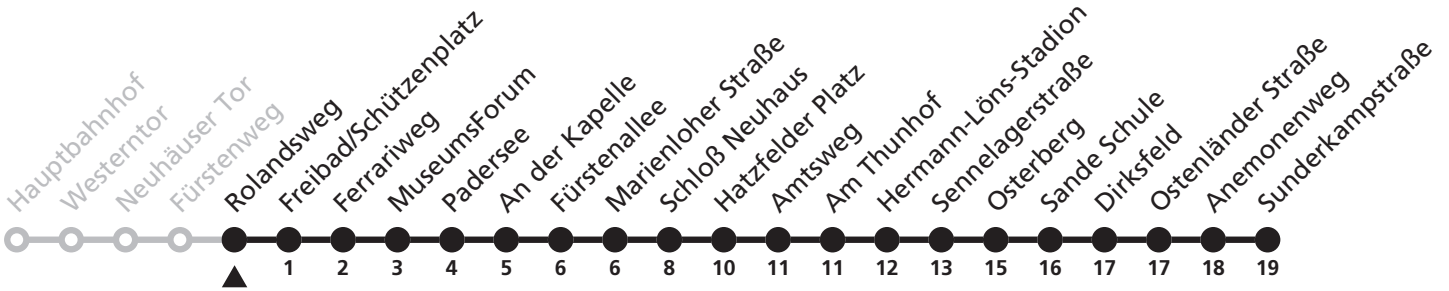 Hauptbahnhof
Westerntor
Neuhäuser Tor
Fürstenweg
Rolandsweg
Freibad/Schützenplatz
Ferrariweg
MuseumsForum
Padersee
An der Kapelle
Fürstenallee
Marienloher Straße
Schloß Neuhaus
Hatzfelder Platz
Amtsweg
Am Thunhof
Hermann-Löns-Stadion
Sennelagerstraße
Osterberg
Sande Schule
Dirksfeld
Ostenländer Straße
Anemonenweg
Sunderkampstraße
1 2 3 4 5 6 6 8 10 11 11 12 13 15 16 17 17 18 19